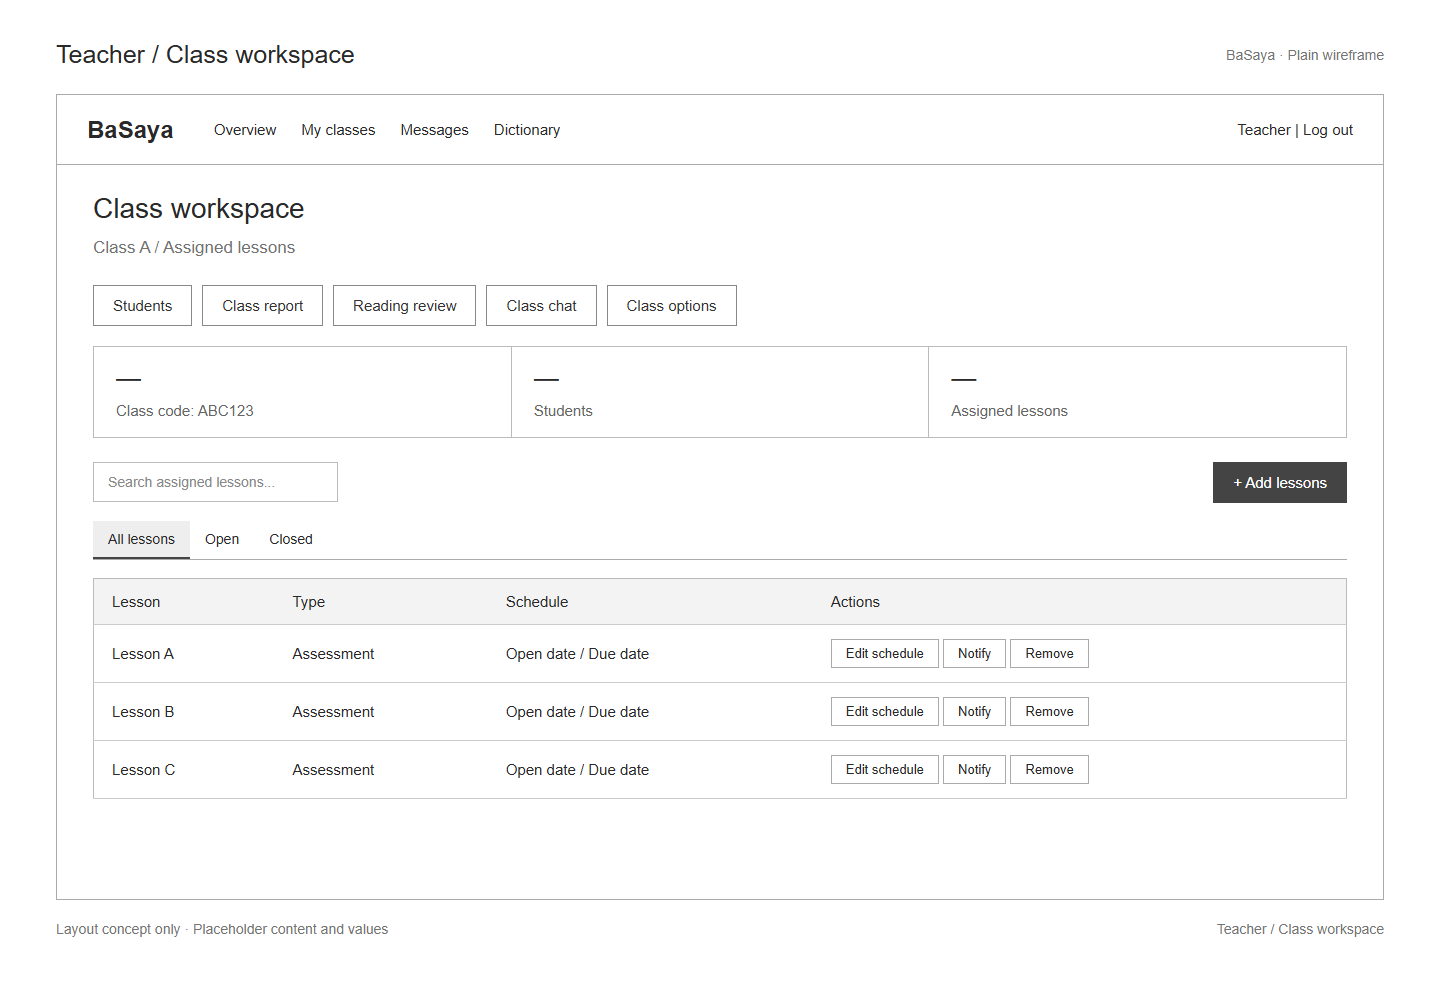 Teacher / Class workspace
BaSaya · Plain wireframe
BaSaya Overview My classes Messages Dictionary Teacher | Log out
Class workspace
Class A / Assigned lessons
Students Class report Reading review Class chat Class options
— — —
Class code: ABC123 Students Assigned lessons
Search assigned lessons... + Add lessons
All lessons Open Closed
Lesson Type Schedule Actions
Lesson A Assessment Open date / Due date Edit schedule Notify Remove
Lesson B Assessment Open date / Due date Edit schedule Notify Remove
Lesson C Assessment Open date / Due date Edit schedule Notify Remove
Layout concept only · Placeholder content and values
Teacher / Class workspace